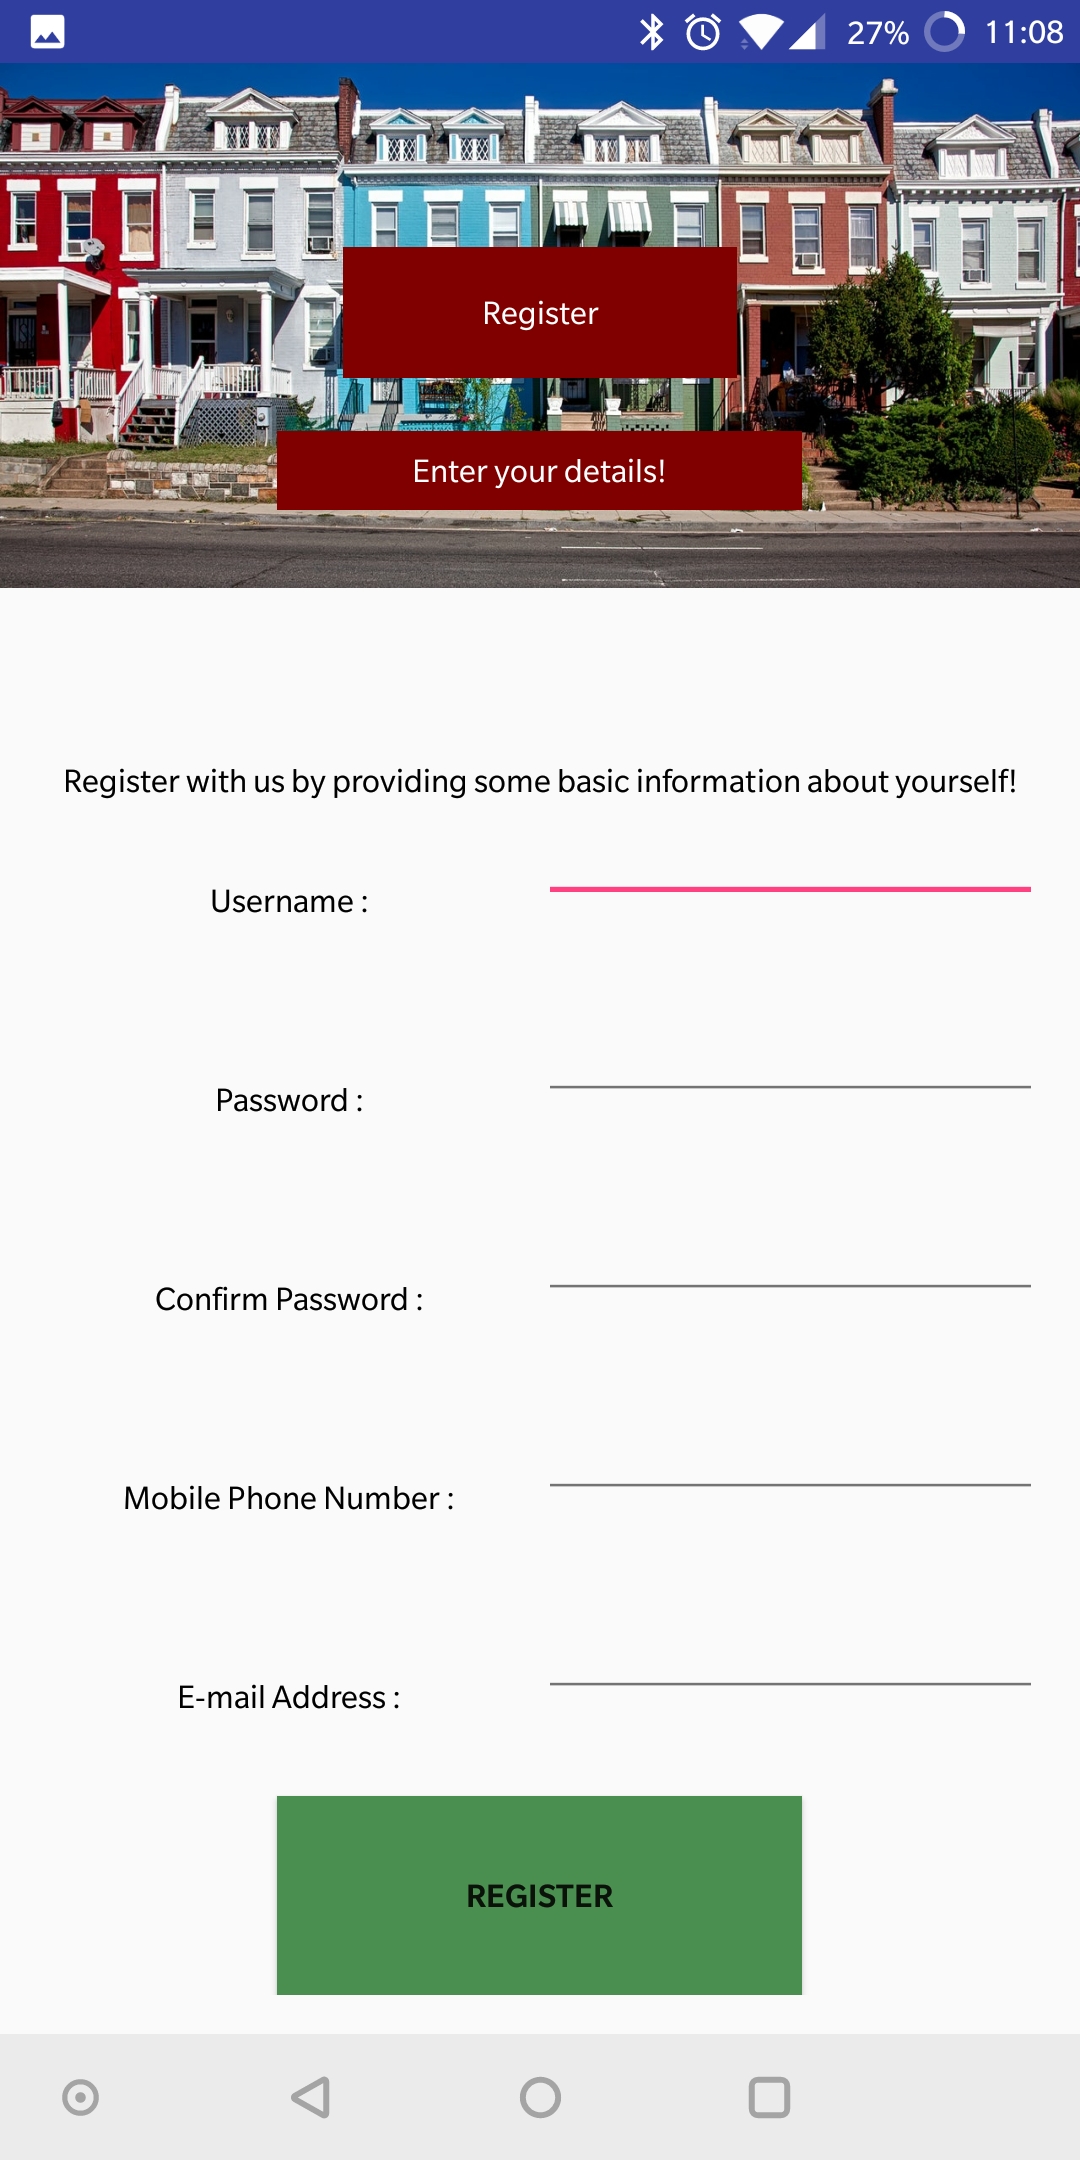 27% 11:08
Register
Enter your details!
Register with us by providing some basic information about yourself!
Username :
Password :
Confirm Password :
Mobile Phone Number :
E-mail Address :
REGISTER